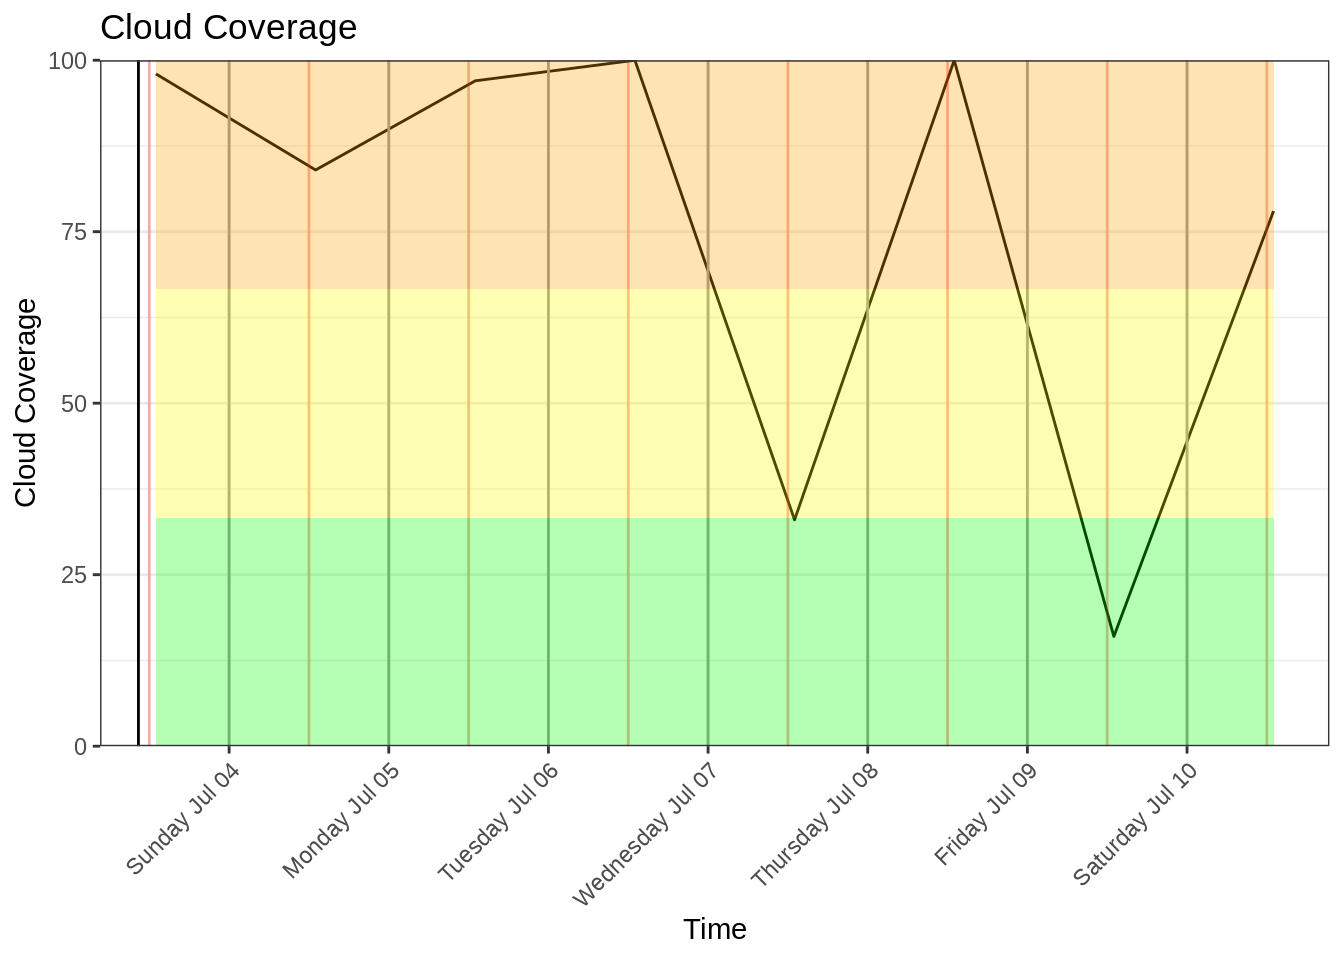 Cloud Coverage
Cloud Coverage
100
75
50
25
0
Sunday Jul 04
Monday Jul 05
Tuesday Jul 06
Wednesday Jul 07
Thursday Jul 08
Friday Jul 09
Saturday Jul 10
Time